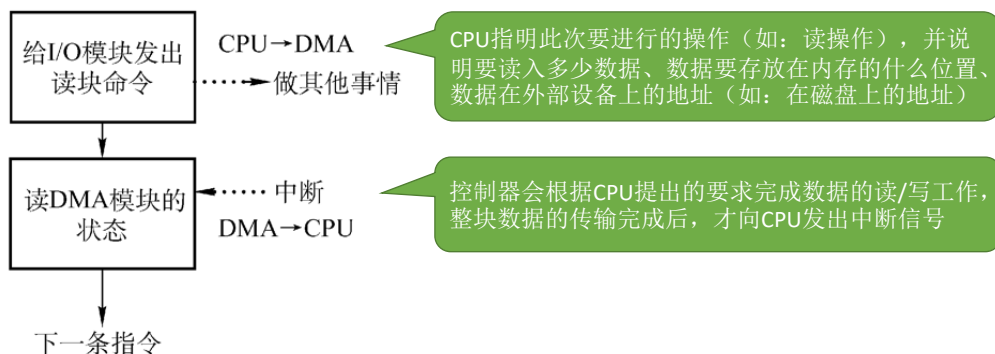 给I/O模块发出
读块命令
CPU→DMA
做其他事情
CPU指明此次要进行的操作（如：读操作），并说
明要读入多少数据、数据要存放在内存的什么位置、
数据在外部设备上的地址（如：在磁盘上的地址）
读DMA模块的
状态
中断
DMA→CPU
控制器会根据CPU提出的要求完成数据的读/写工作，
整块数据的传输完成后，才向CPU发出中断信号
下一条指令